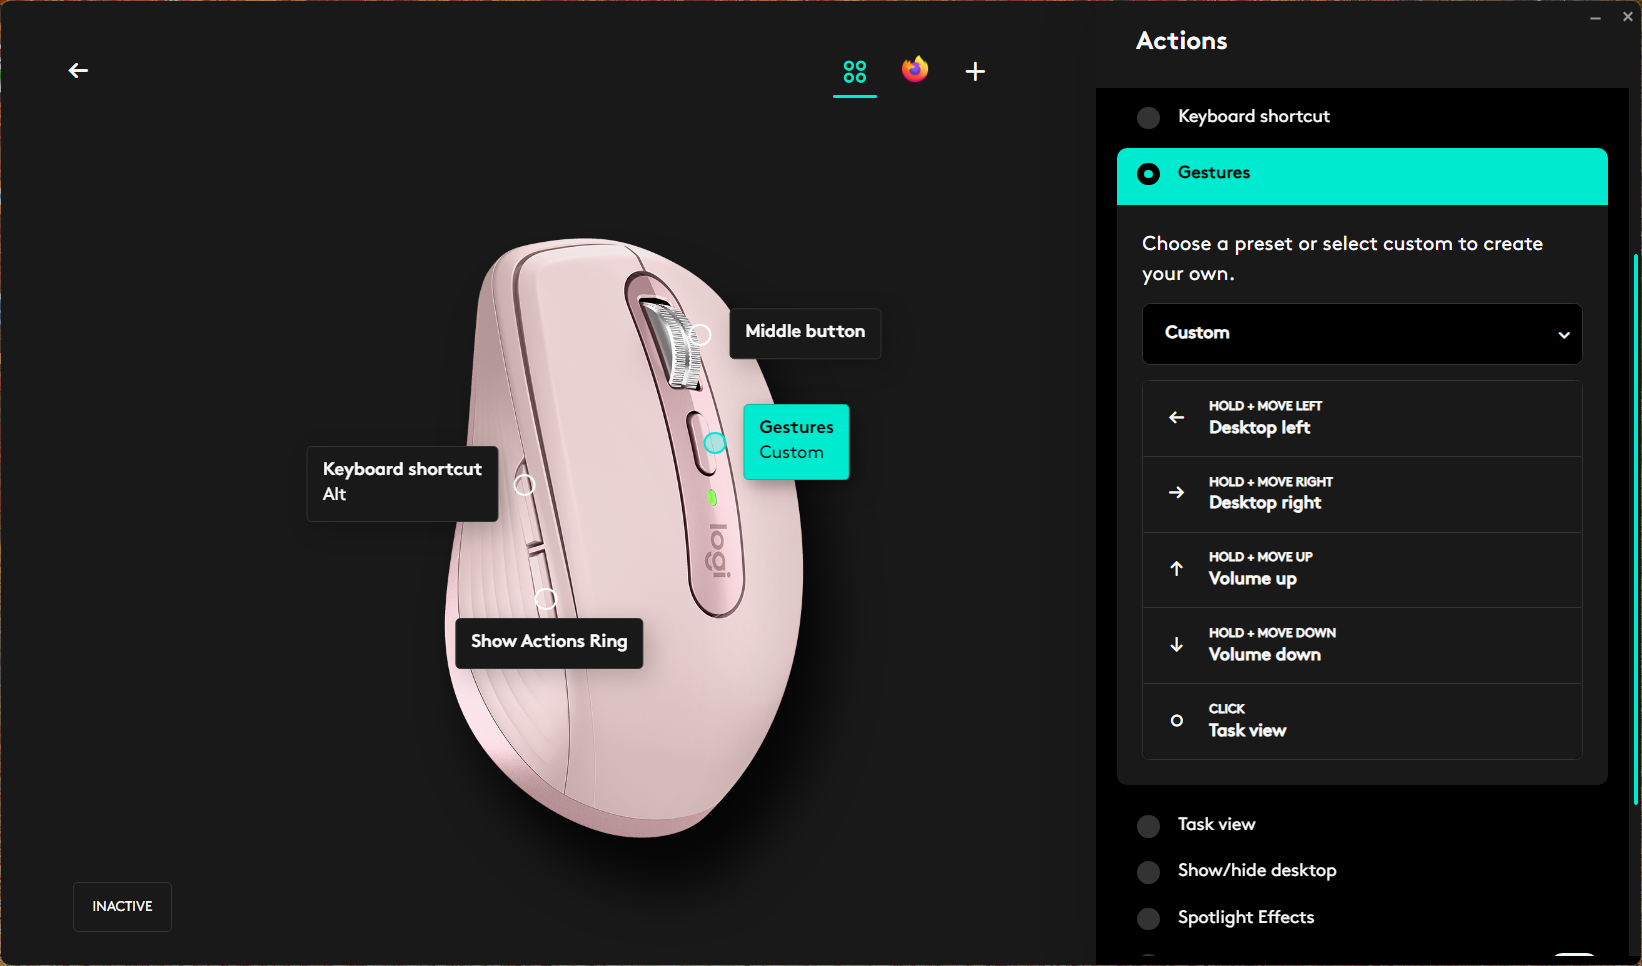 Actions
Keyboard shortcut
Gestures
Choose a preset or select custom to create
your own.
Custom
HOLD + MOVE LEFT
Desktop left
HOLD + MOVE RIGHT
Desktop right
HOLD + MOVE UP
Volume up
HOLD + MOVE DOWN
Volume down
CLICK
Task view
Task view
Show/hide desktop
Spotlight Effects
Middle button
Gestures
Custom
Keyboard shortcut
Alt
logi
Show Actions Ring
INACTIVE